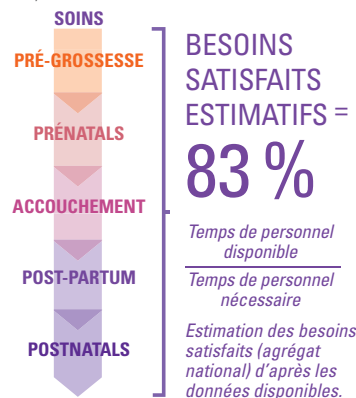 SOINS
PRÉ-GROSSESSE
PRÉNATALS
ACCOUCHEMENT
POST-PARTUM
POSTNATALS
BESOINS
SATISFAITS
ESTIMATIFS =
83 %
Temps de personnel
disponible
Temps de personnel
nécessaire
Estimation des besoins
satisfaits (agrégat
national) d’après les
données disponibles.